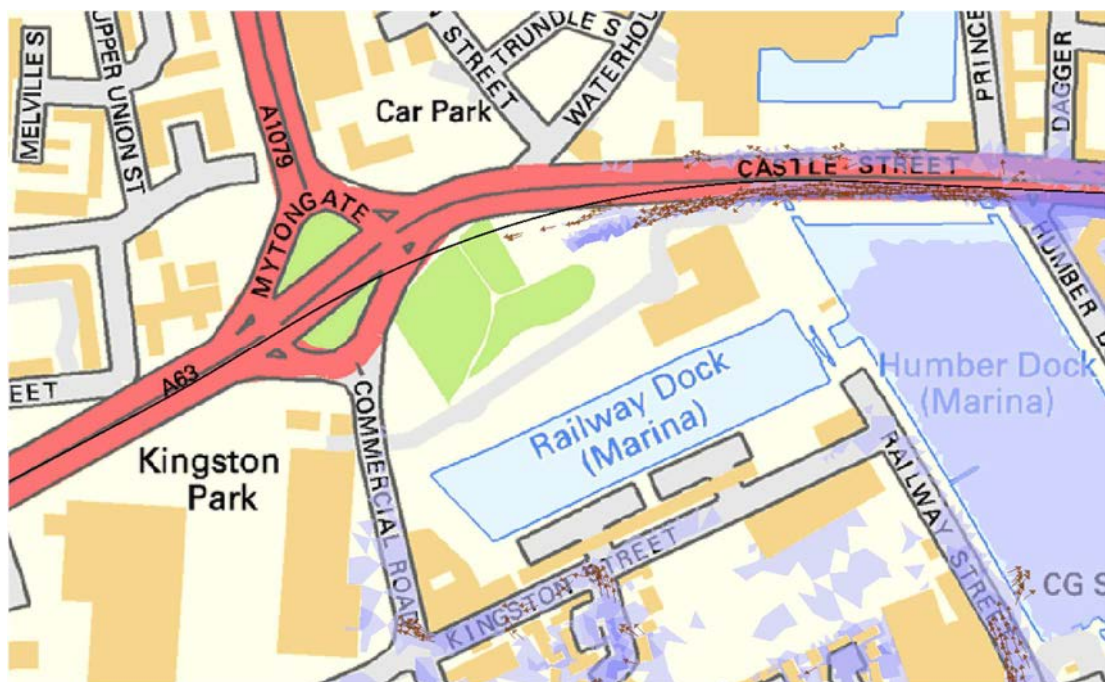 MELVILLE S
UPPER UNION ST
A1079
STREET
TRUNDLE S
WATERHOU
PRINCE
DAGGER
Car Park
CASTLE STREET
MYTONGATE
HUMBER D
A63
EET
Railway Dock
(Marina)
Humber Dock
(Marina)
Kingston
Park
COMMERCIAL ROAD
KINGSTON STREET
RAILWAY STREET
CG S